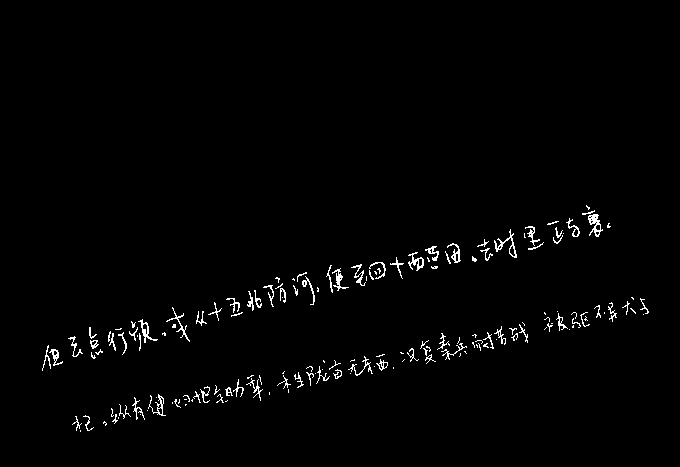 但云点行频。或从十五北防河，便至四十西营田。去时里正与裹
杞。纵有健妇把锄犁，禾生陇亩无东西，况复秦兵耐苦战 被驱不异犬与